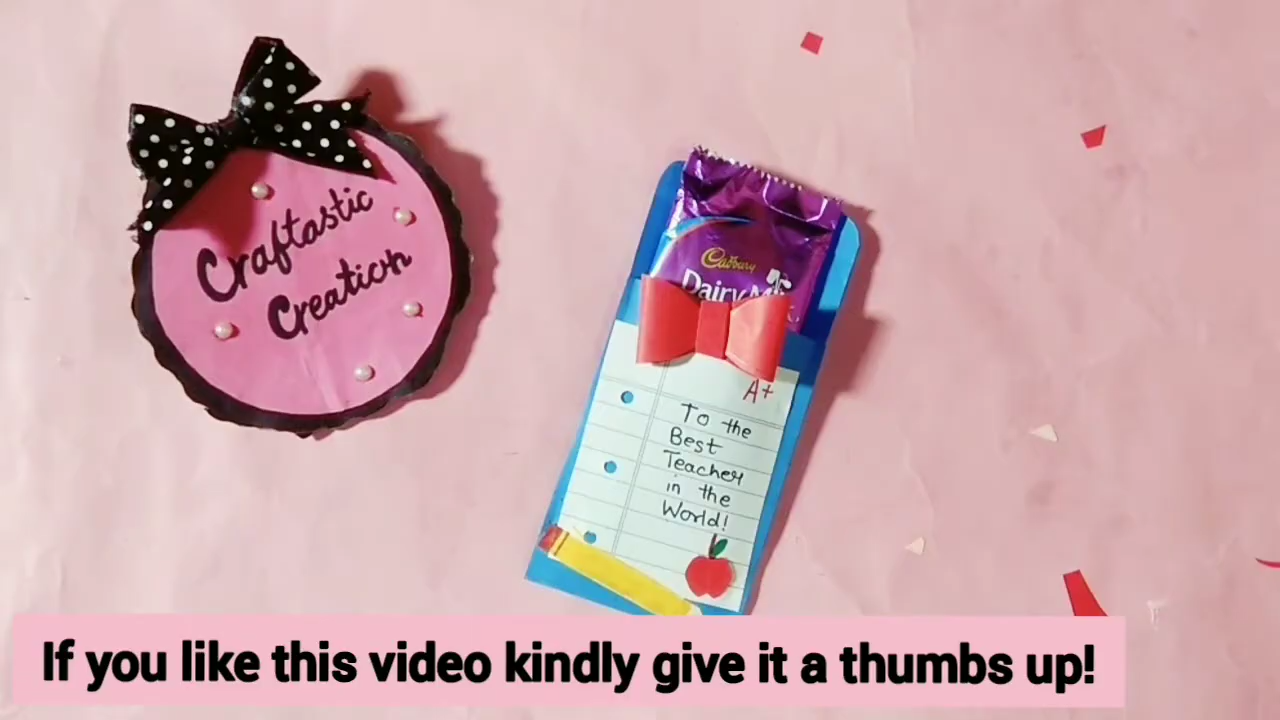 Craftastic
Creation
Cadbury
Dairy Milk
A+
To the
Best
Teacher
in the
World!
If you like this video kindly give it a thumbs up!